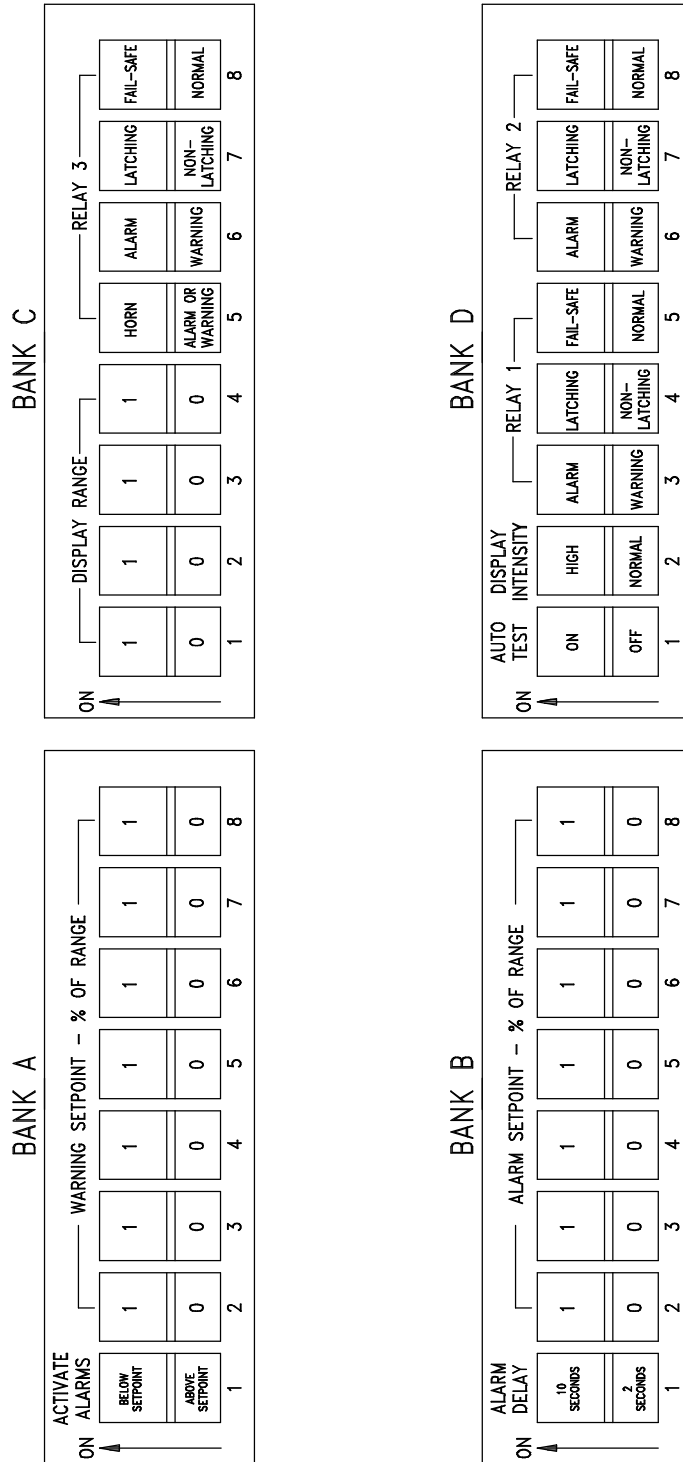 BANK A
ON
ACTIVATE
ALARMS
WARNING SETPOINT - % OF RANGE
BELOW
SETPOINT
1 1 1 1 1 1 1
ABOVE
SETPOINT
0 0 0 0 0 0 0
1 2 3 4 5 6 7 8
BANK C
ON
DISPLAY RANGE
RELAY 3
1 1 1 1 HORN ALARM LATCHING FAIL-SAFE
0 0 0 0
ALARM OR
WARNING
WARNING
NON-
LATCHING
NORMAL
1 2 3 4 5 6 7 8
BANK B
ON
ALARM
DELAY
ALARM SETPOINT - % OF RANGE
10
SECONDS
1 1 1 1 1 1 1
2
SECONDS
0 0 0 0 0 0 0
1 2 3 4 5 6 7 8
BANK D
ON
AUTO
TEST
DISPLAY
INTENSITY
RELAY 1
RELAY 2
ON HIGH ALARM LATCHING FAIL-SAFE ALARM LATCHING FAIL-SAFE
OFF NORMAL WARNING
NON-
LATCHING
NORMAL WARNING
NON-
LATCHING
NORMAL
1 2 3 4 5 6 7 8